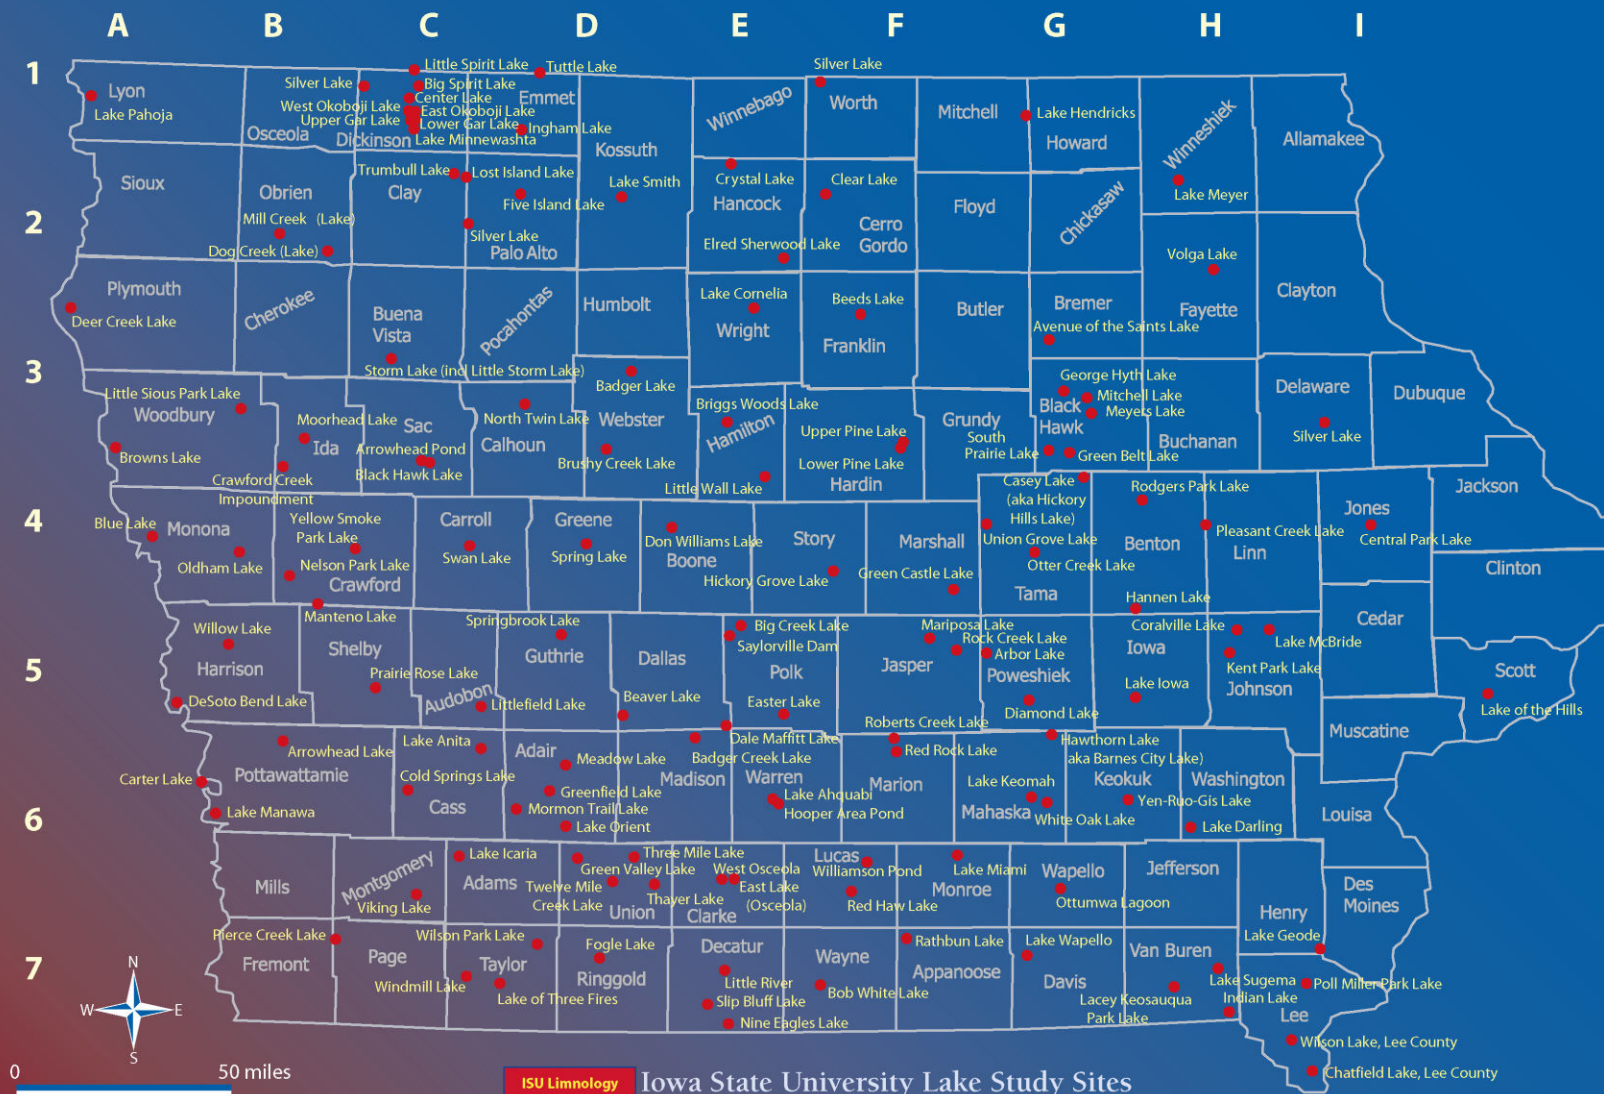 A B C D E F G H I
1
Little Spirit Lake
Tuttle Lake
Silver Lake
Silver Lake
Big Spirit Lake
Lyon
Center Lake
Emmet
Winnebago
Worth
West Okoboji Lake
East Okoboji Lake
Mitchell
Lake Hendricks
Lake Pahoja
Upper Gar Lake
Lower Gar Lake
Ingham Lake
Osceola
Dickinson
Lake Minnewashta
Howard
Winneshiek
Allamakee
Kossuth
Trumbull Lake
Lost Island Lake
Crystal Lake
Clear Lake
Sioux
Obrien
Clay
Lake Smith
Lake Meyer
Five Island Lake
Hancock
Floyd
Chickasaw
2
Mill Creek (Lake)
Cerro
Gordo
Silver Lake
Elred Sherwood Lake
Dog Creek (Lake)
Palo Alto
Volga Lake
Plymouth
Cherokee
Humbolt
Lake Cornelia
Beeds Lake
Bremer
Clayton
Deer Creek Lake
Buena
Vista
Pocahontas
Wright
Butler
Fayette
Avenue of the Saints Lake
Franklin
3
Storm Lake (incl Little Storm Lake)
Badger Lake
George Hyth Lake
Delaware
Dubuque
Little Sious Park Lake
Mitchell Lake
Woodbury
Moorhead Lake
North Twin Lake
Webster
Briggs Woods Lake
Grundy
Black
Hawk
Meyers Lake
Sac
Hamilton
Upper Pine Lake
South
Prairie Lake
Silver Lake
Ida
Arrowhead Pond
Calhoun
Buchanan
Browns Lake
Brushy Creek Lake
Lower Pine Lake
Green Belt Lake
Crawford Creek
Impoundment
Black Hawk Lake
Little Wall Lake
Hardin
Casey Lake
(aka Hickory
Hills Lake)
Rodgers Park Lake
Jackson
4
Blue Lake
Monona
Yellow Smoke
Park Lake
Carroll
Greene
Jones
Don Williams Lake
Story
Marshall
Union Grove Lake
Pleasant Creek Lake
Central Park Lake
Oldham Lake
Nelson Park Lake
Swan Lake
Spring Lake
Boone
Benton
Linn
Crawford
Hickory Grove Lake
Green Castle Lake
Otter Creek Lake
Clinton
Tama
Hannen Lake
Manteno Lake
Springbrook Lake
Cedar
Willow Lake
Big Creek Lake
Mariposa Lake
Coralville Lake
Shelby
Saylorville Dam
Rock Creek Lake
Lake McBride
5
Harrison
Guthrie
Dallas
Polk
Jasper
Arbor Lake
Iowa
Kent Park Lake
Scott
Prairie Rose Lake
Poweshiek
Lake Iowa
Johnson
DeSoto Bend Lake
Audobon
Littlefield Lake
Beaver Lake
Easter Lake
Diamond Lake
Lake of the Hills
Roberts Creek Lake
Muscatine
Arrowhead Lake
Lake Anita
Adair
Dale Maffitt Lake
Red Rock Lake
Hawthorn Lake
aka Barnes City Lake)
Meadow Lake
Badger Creek Lake
Carter Lake
Pottawattamie
Cold Springs Lake
Madison
Warren
Marion
Lake Keomah
Keokuk
Washington
Greenfield Lake
Lake Ahquabi
Cass
Mormon Trail Lake
Hooper Area Pond
Mahaska
Yen-Ruo-Gis Lake
Lake Manawa
White Oak Lake
Louisa
6
Lake Orient
Lake Darling
Lake Icaria
Three Mile Lake
Lucas
Mills
Montgomery
Adams
Green Valley Lake
West Osceola
Williamson Pond
Lake Miami
Wapello
Jefferson
Twelve Mile
Creek Lake
Thayer Lake
East Lake
(Osceola)
Monroe
Des
Moines
Viking Lake
Union
Clarke
Red Haw Lake
Ottumwa Lagoon
Henry
Pierce Creek Lake
Wilson Park Lake
Fogle Lake
Decatur
Rathbun Lake
Lake Wapello
Lake Geode
Fremont
Page
Taylor
Wayne
Van Buren
7
Windmill Lake
Ringgold
Little River
Appanoose
Davis
Lake Sugema
Poll Miller Park Lake
Lake of Three Fires
Slip Bluff Lake
Bob White Lake
Lacey Keosauqua
Park Lake
Indian Lake
Lee
Nine Eagles Lake
Wilson Lake, Lee County
Chatfield Lake, Lee County
N
W E
S
0 50 miles
ISU Limnology Iowa State University Lake Study Sites